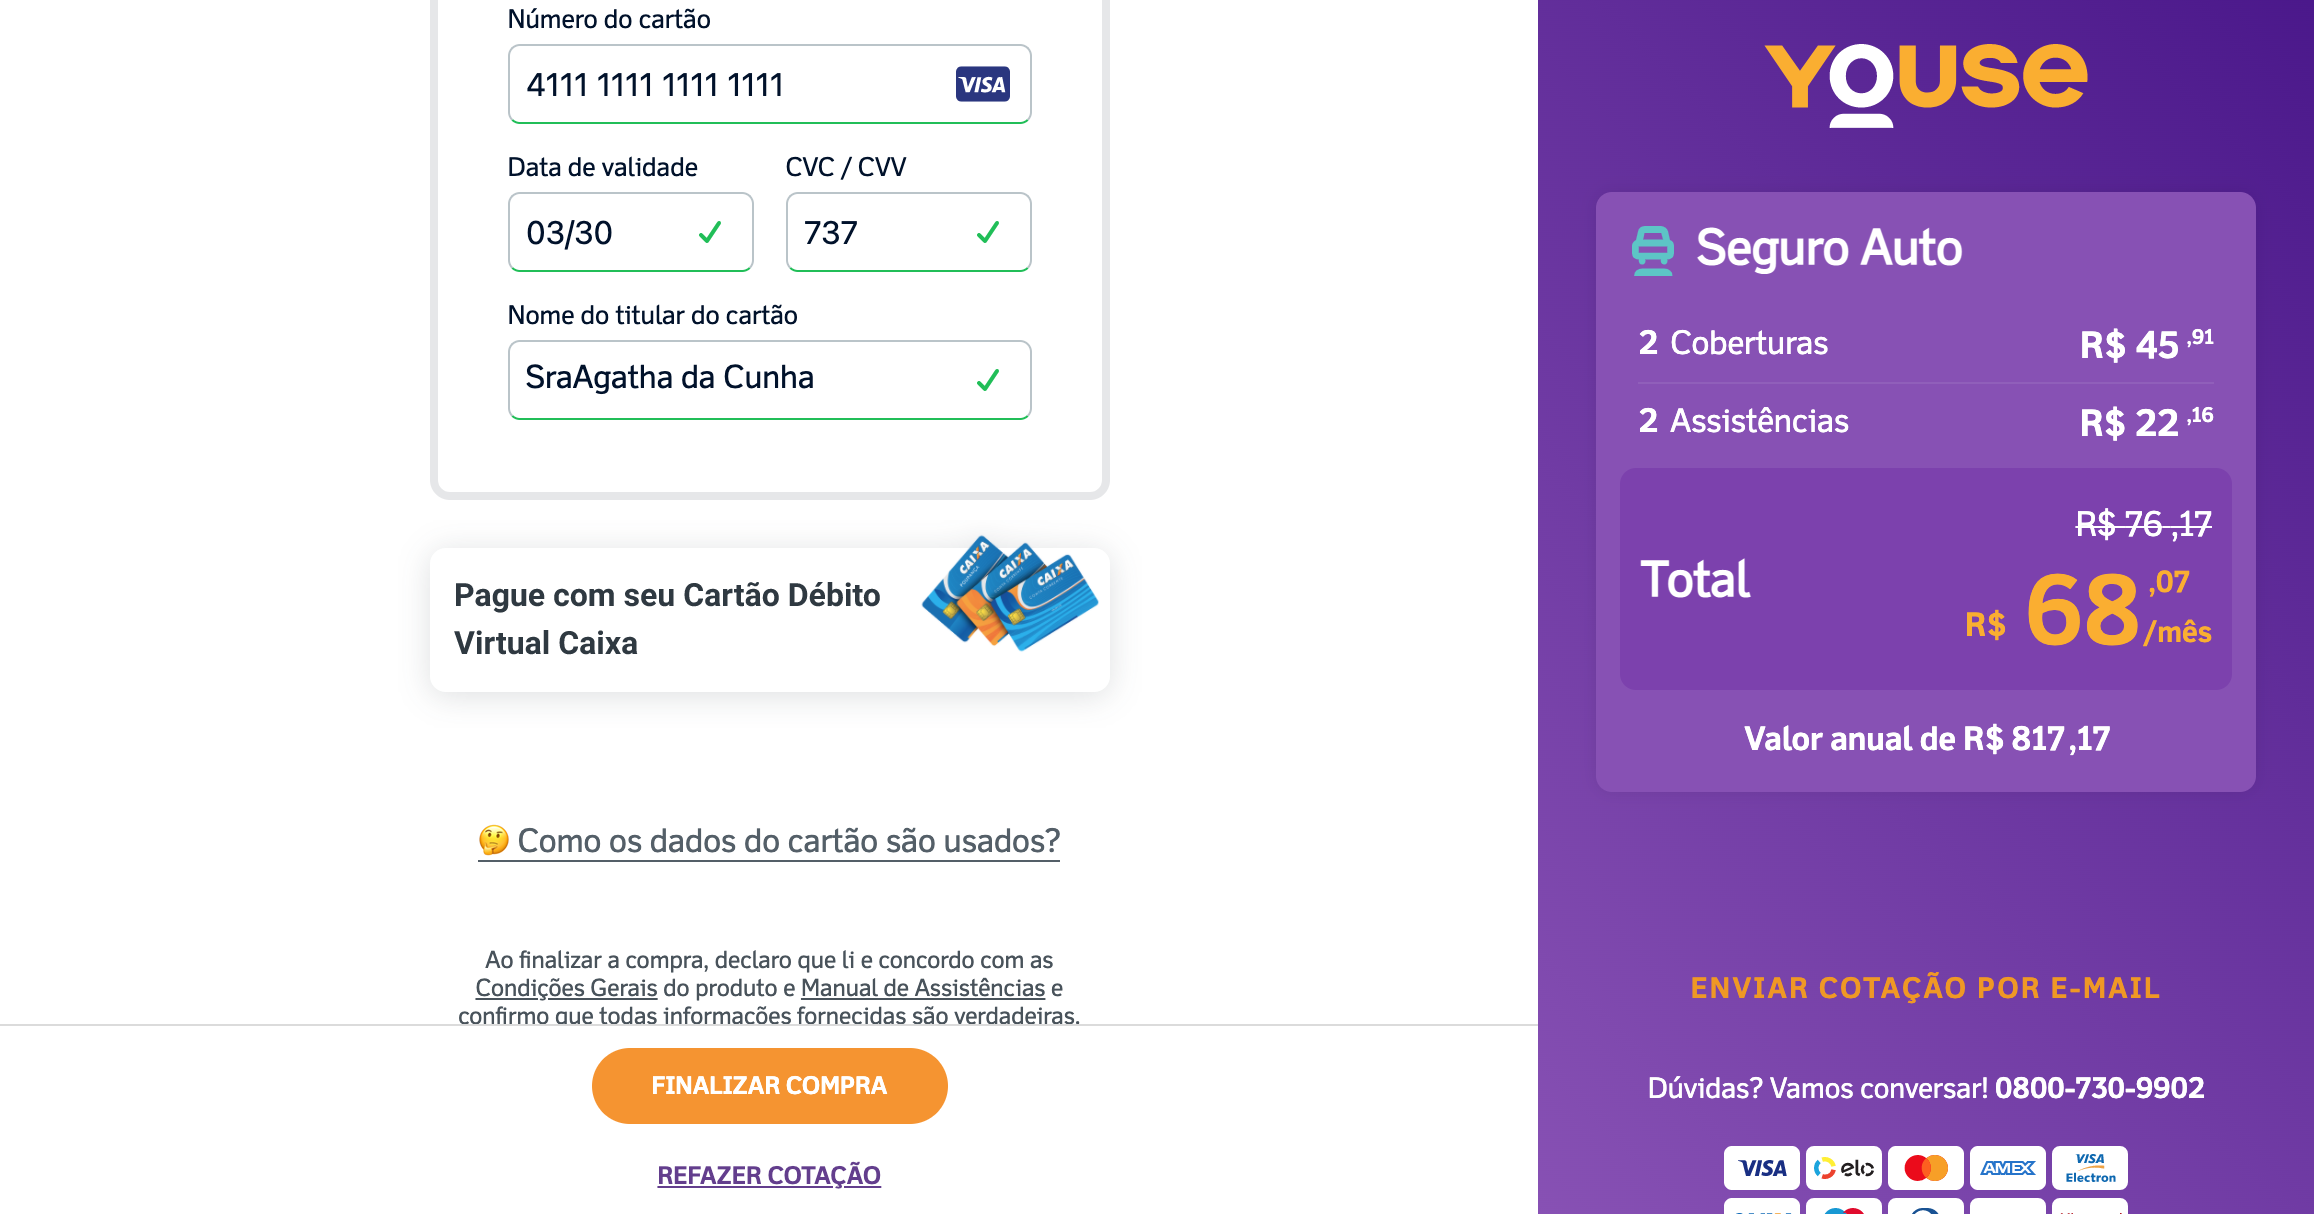 Número do cartão
4111 1111 1111 1111
VISA
Data de validade
CVC / CVV
03/30
737
Nome do titular do cartão
SraAgatha da Cunha
Pague com seu Cartão Débito
Virtual Caixa
CAIXA
CAIXA
CAIXA
🤔 Como os dados do cartão são usados?
Ao finalizar a compra, declaro que li e concordo com as
Condições Gerais do produto e Manual de Assistências e
confirmo que todas informações fornecidas são verdadeiras.
FINALIZAR COMPRA
REFAZER COTAÇÃO
YOUSE
Seguro Auto
2 Coberturas R$ 45,91
2 Assistências R$ 22,16
R$ 76,17
Total
R$ 68,07/mês
Valor anual de R$ 817,17
ENVIAR COTAÇÃO POR E-MAIL
Dúvidas? Vamos conversar! 0800-730-9902
VISA elo AMEX VISA Electron